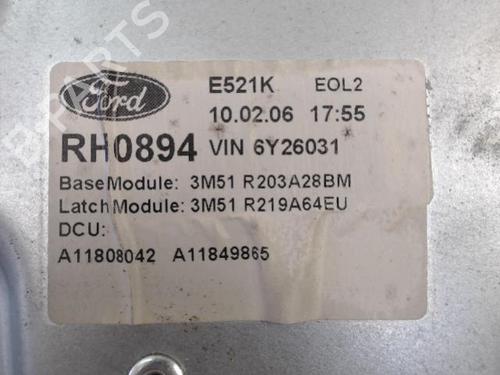 B-PARTS
Ford
E521K EOL2
10.02.06 17:55
RH0894 VIN 6Y26031
BaseModule: 3M51 R203A28BM
LatchModule: 3M51 R219A64EU
DCU:
A11808042 A11849865